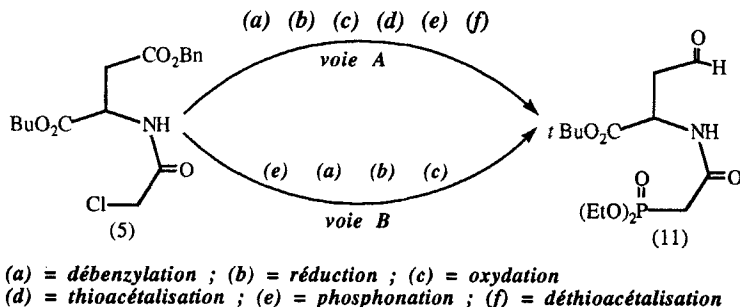 (a) (b) (c) (d) (e) (f)
voie A
CO2Bn
BuO2C
NH
O
Cl
(5)
(e) (a) (b) (c)
voie B
O
H
t BuO2C
NH
O
O
(EtO)2P
(11)
(a) = débenzylation ; (b) = réduction ; (c) = oxydation
(d) = thioacétalisation ; (e) = phosphonation ; (f) = déthioacétalisation